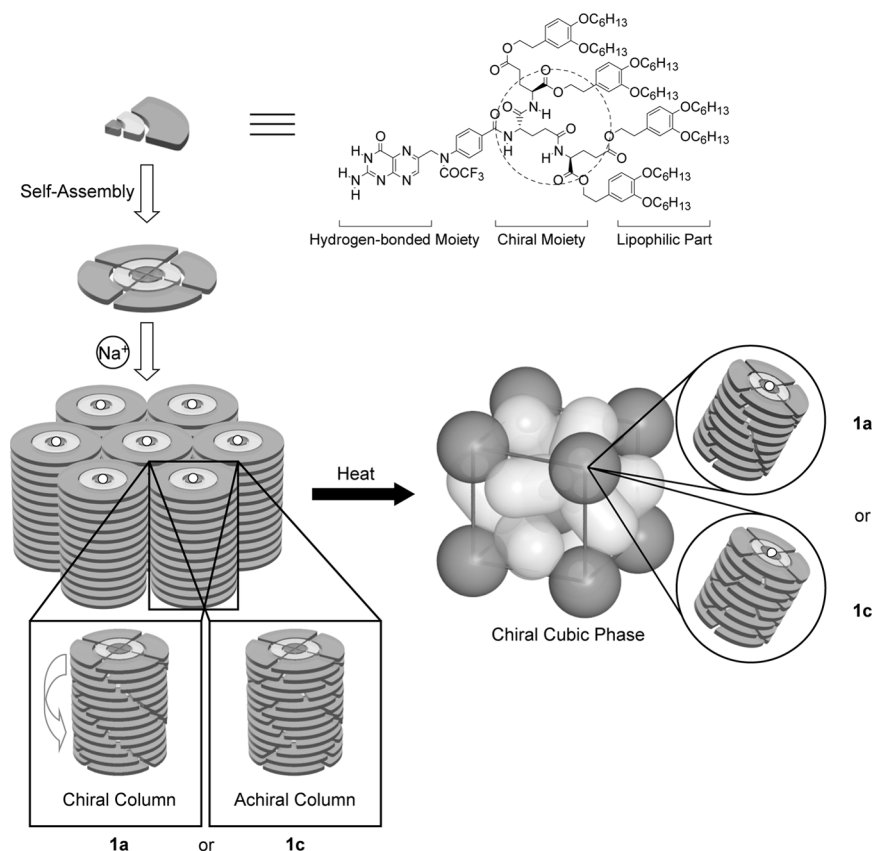 Self-Assembly
Na+
OC6H13
OC6H13
O
O
O
O
OC6H13
OC6H13
O
N
H
O
O
N
H
O
N
H
O
O
O
OC6H13
OC6H13
O
O
OC6H13
OC6H13
O
HN
N
N
N
N
H
H
N
COCF3
Hydrogen-bonded Moiety
Chiral Moiety
Lipophilic Part
Heat
Chiral Cubic Phase
1a
or
1c
Chiral Column
Achiral Column
1a or 1c